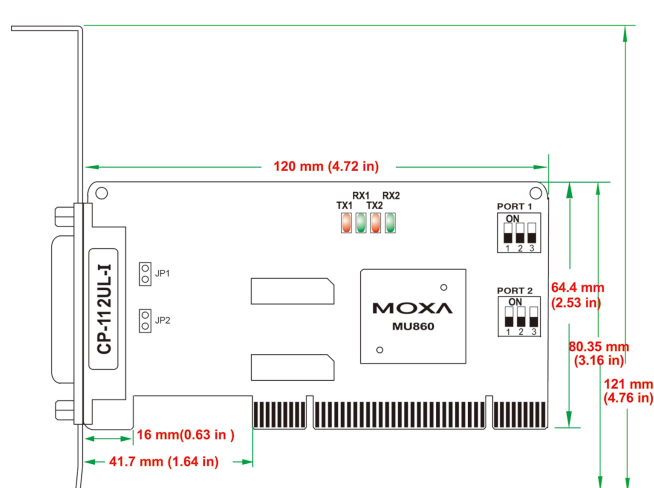 120 mm (4.72 in)
RX1 RX2
TX1 TX2
PORT 1
ON
1 2 3
CP-112UL-I
JP1
JP2
MOXA
MU860
PORT 2
ON
1 2 3
64.4 mm
(2.53 in)
80.35 mm
(3.16 in)
121 mm
(4.76 in)
16 mm(0.63 in )
41.7 mm (1.64 in)